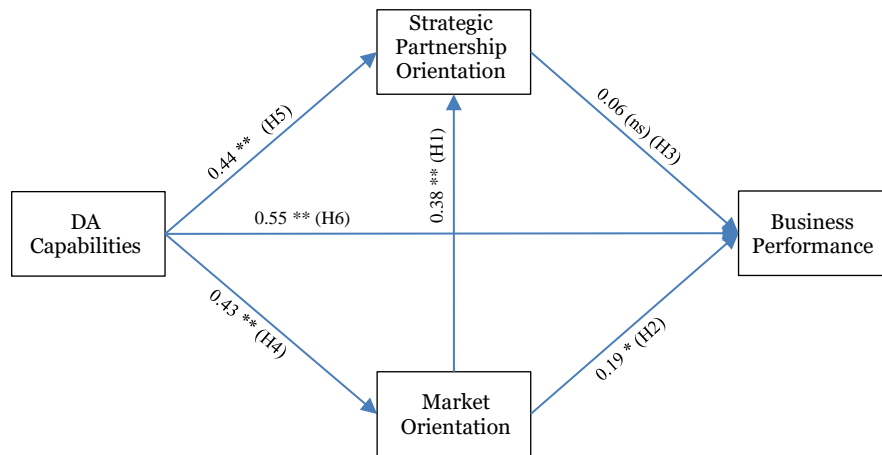 Strategic
Partnership
Orientation
0.44 ** (H5)
0.06 (ns) (H3)
0.38 ** (H1)
DA
Capabilities
0.55 ** (H6)
Business
Performance
0.43 ** (H4)
0.19 * (H2)
Market
Orientation